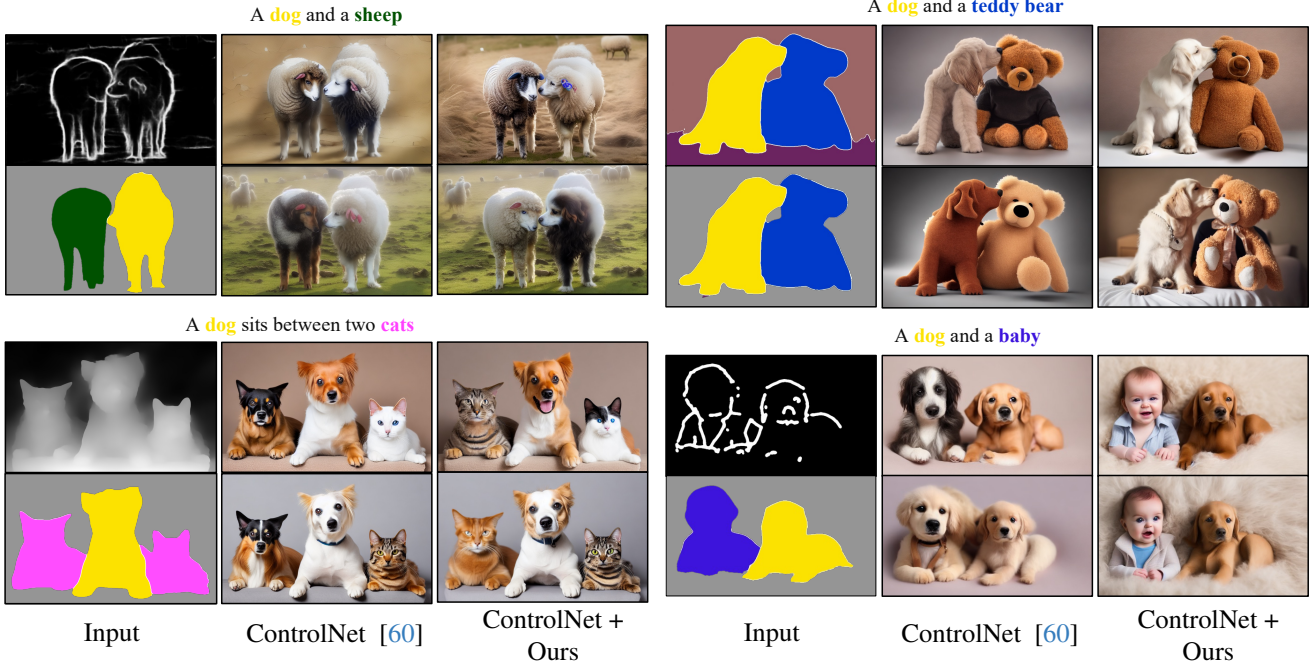 A dog and a sheep
A dog and a teddy bear
A dog sits between two cats
A dog and a baby
Input
ControlNet [60]
ControlNet +
Ours
Input
ControlNet [60]
ControlNet +
Ours